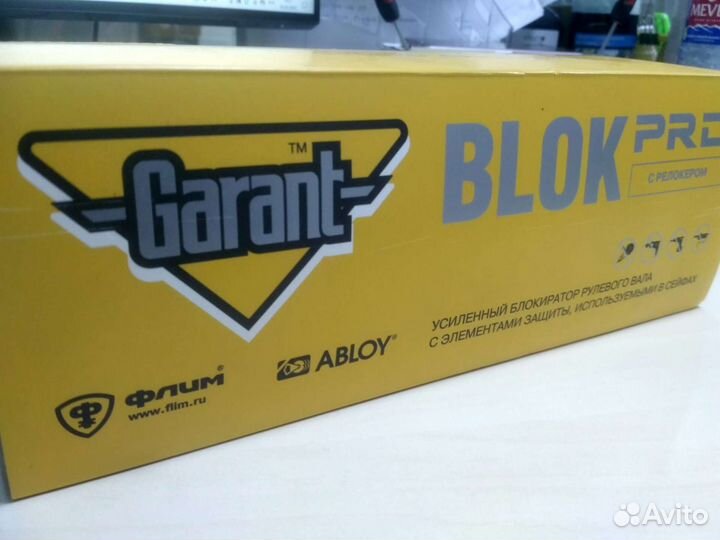 Garant
TM
BLOK PRO
С РЕЛОКЕРОМ
УСИЛЕННЫЙ БЛОКИРАТОР РУЛЕВОГО ВАЛА
С ЭЛЕМЕНТАМИ ЗАЩИТЫ, ИСПОЛЬЗУЕМЫМИ В СЕЙФАХ
ФЛИМ®
www.flim.ru
ABLOY®
Avito